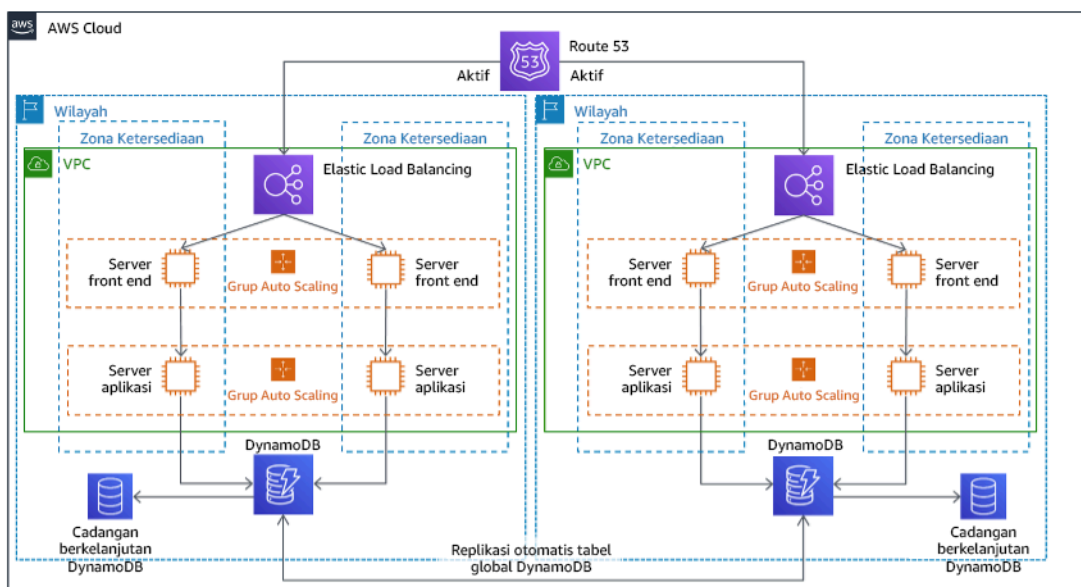 aws
AWS Cloud
53
Route 53
Aktif
Aktif
Wilayah
Zona Ketersediaan
Zona Ketersediaan
VPC
Elastic Load Balancing
Server
front end
Grup Auto Scaling
Server
front end
Server
aplikasi
Grup Auto Scaling
Server
aplikasi
DynamoDB
Cadangan
berkelanjutan
DynamoDB
Wilayah
Zona Ketersediaan
Zona Ketersediaan
VPC
Elastic Load Balancing
Server
front end
Grup Auto Scaling
Server
front end
Server
aplikasi
Grup Auto Scaling
Server
aplikasi
DynamoDB
Cadangan
berkelanjutan
DynamoDB
Replikasi otomatis tabel
global DynamoDB